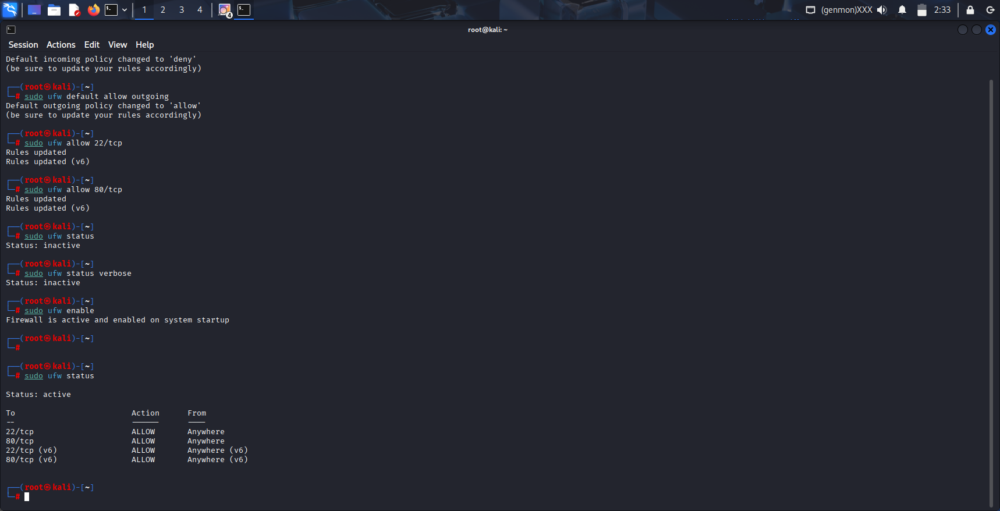 1 2 3 4
4
(genmon)XXX
2:33
root@kali: ~
Session Actions Edit View Help
Default incoming policy changed to 'deny'
(be sure to update your rules accordingly)
┌──(root㉿kali)-[~]
└─# sudo ufw default allow outgoing
Default outgoing policy changed to 'allow'
(be sure to update your rules accordingly)
┌──(root㉿kali)-[~]
└─# sudo ufw allow 22/tcp
Rules updated
Rules updated (v6)
┌──(root㉿kali)-[~]
└─# sudo ufw allow 80/tcp
Rules updated
Rules updated (v6)
┌──(root㉿kali)-[~]
└─# sudo ufw status
Status: inactive
┌──(root㉿kali)-[~]
└─# sudo ufw status verbose
Status: inactive
┌──(root㉿kali)-[~]
└─# sudo ufw enable
Firewall is active and enabled on system startup
┌──(root㉿kali)-[~]
└─#
┌──(root㉿kali)-[~]
└─# sudo ufw status
Status: active
To Action From
-- ------ ----
22/tcp ALLOW Anywhere
80/tcp ALLOW Anywhere
22/tcp (v6) ALLOW Anywhere (v6)
80/tcp (v6) ALLOW Anywhere (v6)
┌──(root㉿kali)-[~]
└─#